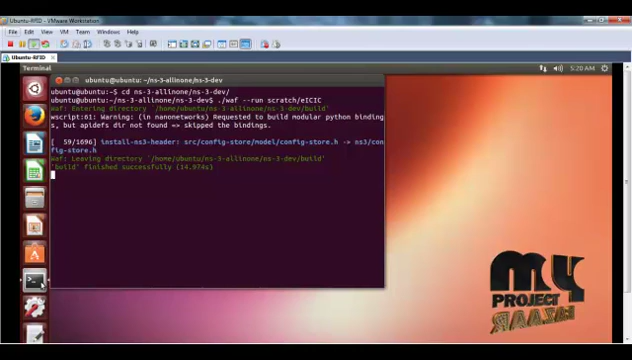 Ubuntu-RFID - VMware Workstation
File Edit View VM Team Windows Help
Ubuntu-RFID
Terminal
5:20 AM
ubuntu@ubuntu: ~/ns-3-allinone/ns-3-dev
ubuntu@ubuntu:~$ cd ns-3-allinone/ns-3-dev/
ubuntu@ubuntu:~/ns-3-allinone/ns-3-dev$ ./waf --run scratch/eICIC
Waf: Entering directory `/home/ubuntu/ns-3-allinone/ns-3-dev/build'
wscript:61: Warning: (in nanonetworks) Requested to build modular python binding
s, but apidefs dir not found => skipped the bindings.
[ 59/1696] install-ns3-header: src/config-store/model/config-store.h -> ns3/con
fig-store.h
Waf: Leaving directory `/home/ubuntu/ns-3-allinone/ns-3-dev/build'
'build' finished successfully (14.974s)
MY
PROJECT
BAZAAR